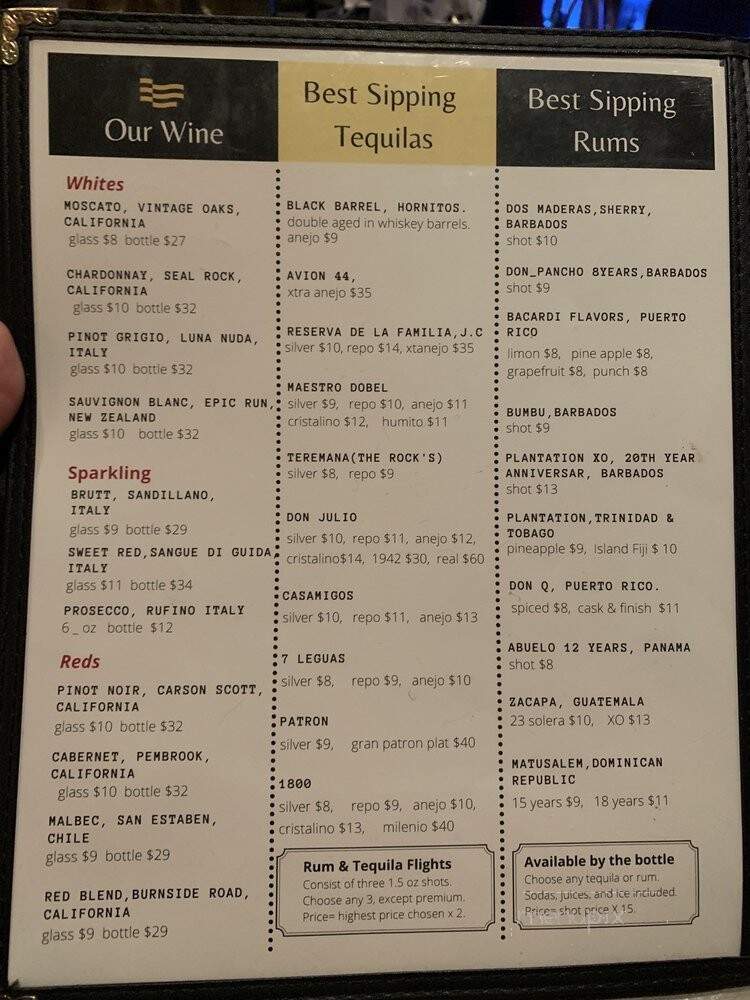 Our Wine
Whites
MOSCATO, VINTAGE OAKS,
CALIFORNIA
glass $8 bottle $27
CHARDONNAY, SEAL ROCK,
CALIFORNIA
glass $10 bottle $32
PINOT GRIGIO, LUNA NUDA,
ITALY
glass $10 bottle $32
SAUVIGNON BLANC, EPIC RUN,
NEW ZEALAND
glass $10 bottle $32
Sparkling
BRUTT, SANDILLANO,
ITALY
glass $9 bottle $29
SWEET RED,SANGUE DI GUIDA,
ITALY
glass $11 bottle $34
PROSECCO, RUFINO ITALY
6_oz bottle $12
Reds
PINOT NOIR, CARSON SCOTT,
CALIFORNIA
glass $10 bottle $32
CABERNET, PEMBROOK,
CALIFORNIA
glass $10 bottle $32
MALBEC, SAN ESTABEN,
CHILE
glass $9 bottle $29
RED BLEND,BURNSIDE ROAD,
CALIFORNIA
glass $9 bottle $29
Best Sipping
Tequilas
BLACK BARREL, HORNITOS.
double aged in whiskey barrels.
anejo $9
AVION 44,
xtra anejo $35
RESERVA DE LA FAMILIA,J.C
silver $10, repo $14, xtanejo $35
MAESTRO DOBEL
silver $9, repo $10, anejo $11
cristalino $12, humito $11
TEREMANA(THE ROCK'S)
silver $8, repo $9
DON JULIO
silver $10, repo $11, anejo $12,
cristalino$14, 1942 $30, real $60
CASAMIGOS
silver $10, repo $11, anejo $13
7 LEGUAS
silver $8, repo $9, anejo $10
PATRON
silver $9, gran patron plat $40
1800
silver $8, repo $9, anejo $10,
cristalino $13, milenio $40
Rum & Tequila Flights
Consist of three 1.5 oz shots.
Choose any 3, except premium.
Price= highest price chosen x 2.
Best Sipping
Rums
DOS MADERAS,SHERRY,
BARBADOS
shot $10
DON_PANCHO 8YEARS,BARBADOS
shot $9
BACARDI FLAVORS, PUERTO
RICO
limon $8, pine apple $8,
grapefruit $8, punch $8
BUMBU,BARBADOS
shot $9
PLANTATION XO, 20TH YEAR
ANNIVERSAR, BARBADOS
shot $13
PLANTATION,TRINIDAD &
TOBAGO
pineapple $9, Island Fiji $ 10
DON Q, PUERTO RICO.
spiced $8, cask & finish $11
ABUELO 12 YEARS, PANAMA
shot $8
ZACAPA, GUATEMALA
23 solera $10, XO $13
MATUSALEM,DOMINICAN
REPUBLIC
15 years $9, 18 years $11
Available by the bottle
Choose any tequila or rum.
Sodas, juices, and ice included.
Price= shot price X 15.
menupix